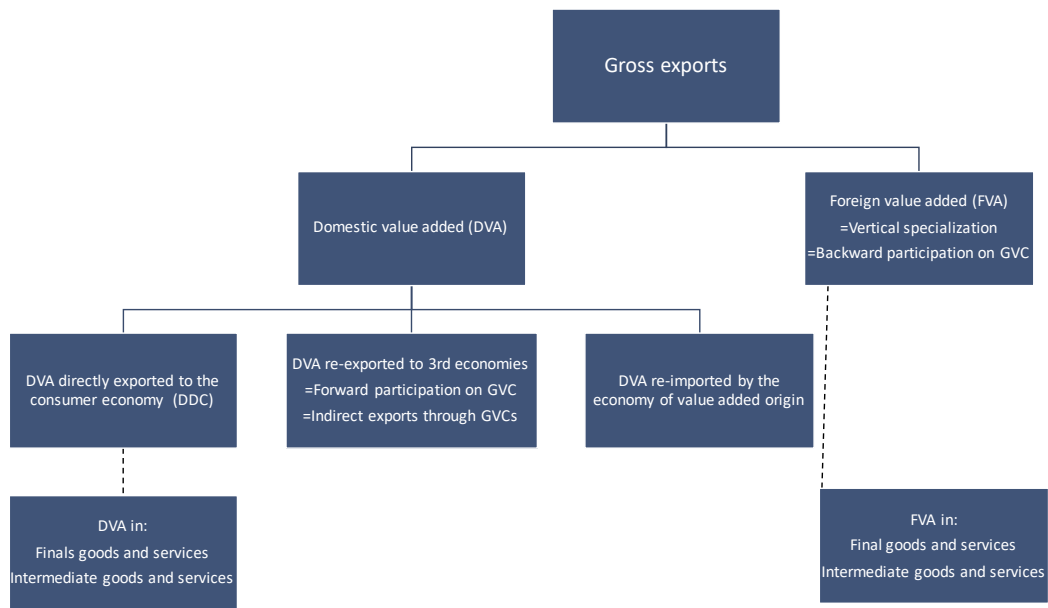 Gross exports
Domestic value added (DVA)
Foreign value added (FVA)
=Vertical specialization
=Backward participation on GVC
DVA directly exported to the
consumer economy (DDC)
DVA re-exported to 3rd economies
=Forward participation on GVC
=Indirect exports through GVCs
DVA re-imported by the
economy of value added origin
DVA in:
Finals goods and services
Intermediate goods and services
FVA in:
Final goods and services
Intermediate goods and services